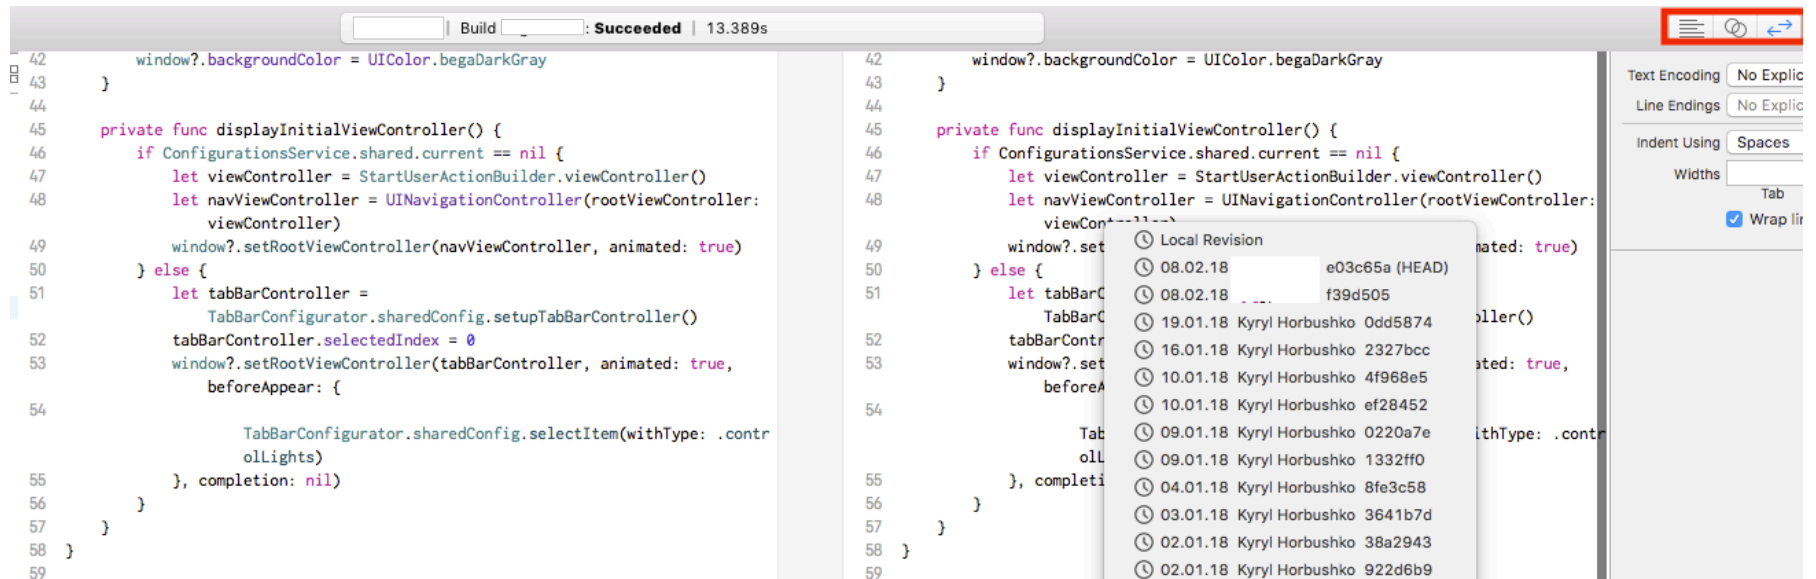 Build : Succeeded | 13.389s
42 window?.backgroundColor = UIColor.begaDarkGray
43 }
44
45 private func displayInitialViewController() {
46 if ConfigurationsService.shared.current == nil {
47 let viewController = StartUserActionBuilder.viewController()
48 let navViewController = UINavigationController(rootViewController:
viewController)
49 window?.setRootViewController(navViewController, animated: true)
50 } else {
51 let tabBarController =
TabBarConfigurator.sharedConfig.setupTabBarController()
52 tabBarController.selectedIndex = 0
53 window?.setRootViewController(tabBarController, animated: true,
beforeAppear: {
54
TabBarConfigurator.sharedConfig.selectItem(withType: .contr
olLights)
55 }, completion: nil)
56 }
57 }
58 }
59
42 window?.backgroundColor = UIColor.begaDarkGray
43 }
44
45 private func displayInitialViewController() {
46 if ConfigurationsService.shared.current == nil {
47 let viewController = StartUserActionBuilder.viewController()
48 let navViewController = UINavigationController(rootViewController:
49 window?.set mated: true)
50 } else {
51 let tabBarC
TabBarC ller()
52 tabBarContr
53 window?.set ated: true,
beforeA
54
Tab ithType: .contr
olL
55 }, completi
56 }
57 }
58 }
59
Local Revision
08.02.18 e03c65a (HEAD)
08.02.18 f39d505
19.01.18 Kyryl Horbushko 0dd5874
16.01.18 Kyryl Horbushko 2327bcc
10.01.18 Kyryl Horbushko 4f968e5
10.01.18 Kyryl Horbushko ef28452
09.01.18 Kyryl Horbushko 0220a7e
09.01.18 Kyryl Horbushko 1332ff0
04.01.18 Kyryl Horbushko 8fe3c58
03.01.18 Kyryl Horbushko 3641b7d
02.01.18 Kyryl Horbushko 38a2943
02.01.18 Kyryl Horbushko 922d6b9
Text Encoding No Explic
Line Endings No Explic
Indent Using Spaces
Widths
Tab
Wrap lin